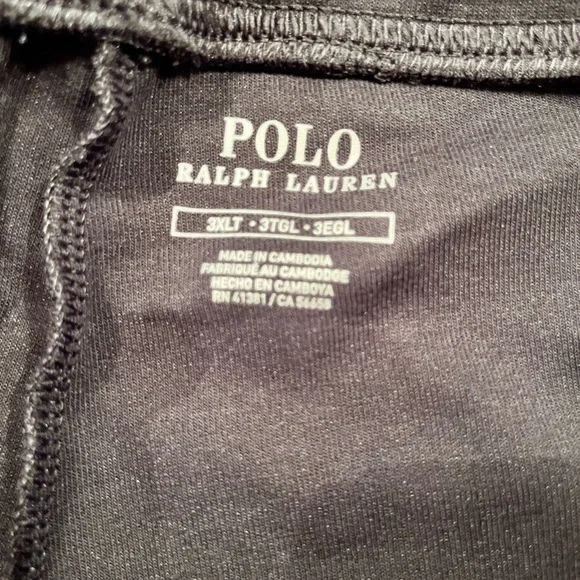 POLO
RALPH LAUREN
3XLT • 3TGL • 3EGL
MADE IN CAMBODIA
FABRIQUÉ AU CAMBODGE
HECHO EN CAMBOYA
RN 41381 / CA 56658